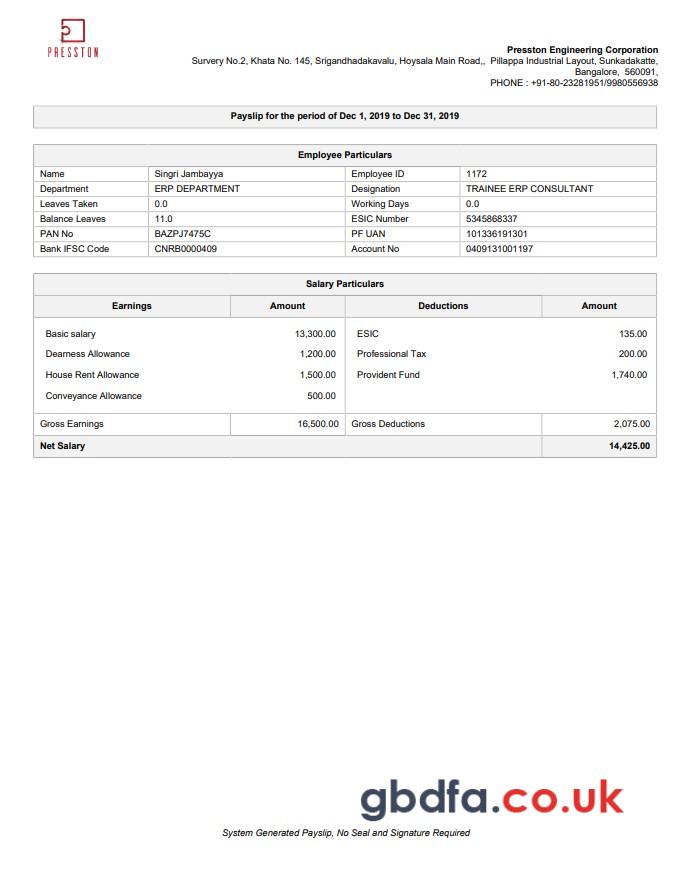 PRESSTON
Presston Engineering Corporation
Survery No.2, Khata No. 145, Srigandhadakavalu, Hoysala Main Road,, Pillappa Industrial Layout, Sunkadakatte,
Bangalore, 560091,
PHONE : +91-80-23281951/9980556938
Payslip for the period of Dec 1, 2019 to Dec 31, 2019
Employee Particulars
Name Singri Jambayya Employee ID 1172
Department ERP DEPARTMENT Designation TRAINEE ERP CONSULTANT
Leaves Taken 0.0 Working Days 0.0
Balance Leaves 11.0 ESIC Number 5345868337
PAN No BAZPJ7475C PF UAN 101336191301
Bank IFSC Code CNRB0000409 Account No 0409131001197
Salary Particulars
Earnings Amount Deductions Amount
Basic salary 13,300.00 ESIC 135.00
Dearness Allowance 1,200.00 Professional Tax 200.00
House Rent Allowance 1,500.00 Provident Fund 1,740.00
Conveyance Allowance 500.00
Gross Earnings 16,500.00 Gross Deductions 2,075.00
Net Salary 14,425.00
gbdfa.co.uk
System Generated Payslip, No Seal and Signature Required